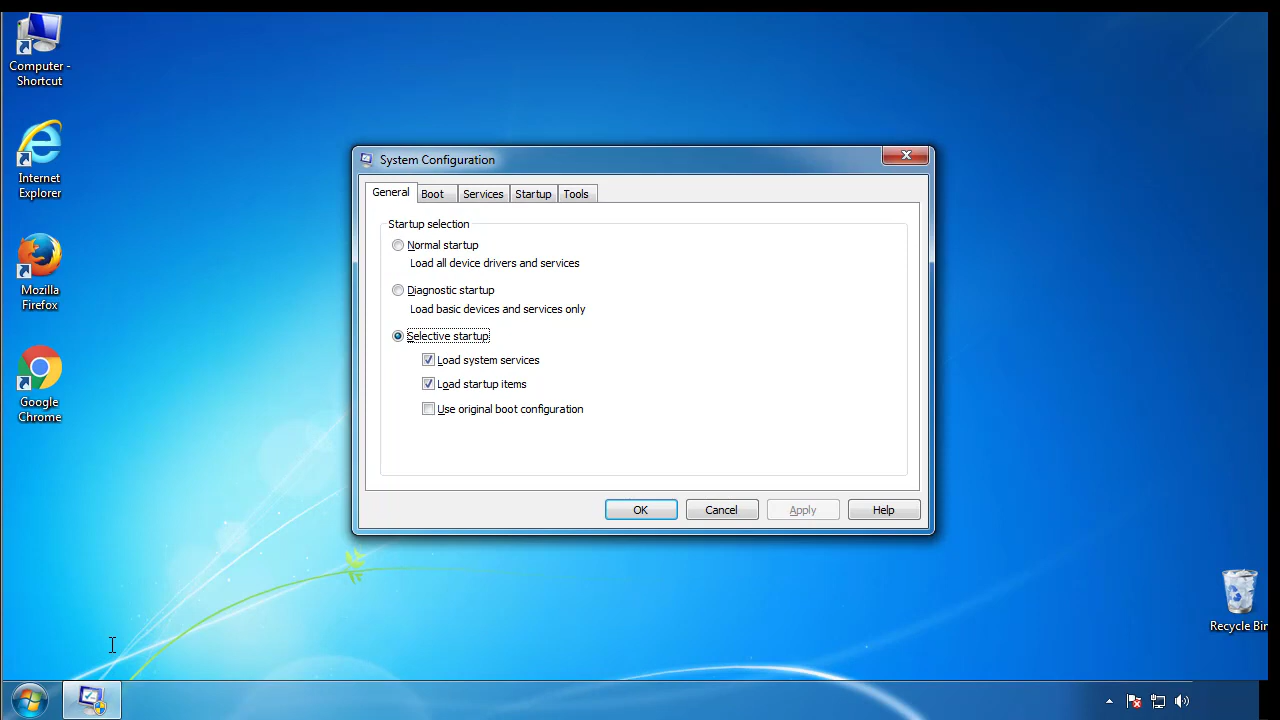 Computer -
Shortcut
Internet
Explorer
Mozilla
Firefox
Google
Chrome
System Configuration
General Boot Services Startup Tools
Startup selection
Normal startup
Load all device drivers and services
Diagnostic startup
Load basic devices and services only
Selective startup
Load system services
Load startup items
Use original boot configuration
OK Cancel Apply Help
Recycle Bin